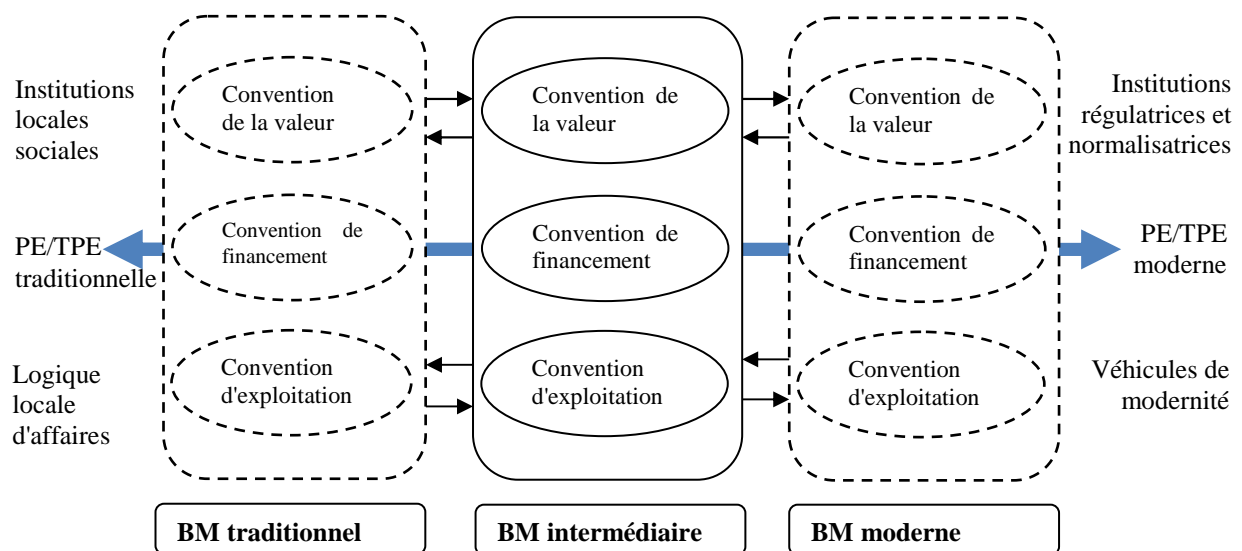 Institutions
locales
sociales
Convention
de la valeur
Convention de
la valeur
Convention de
la valeur
Institutions
régulatrices et
normalisatrices
PE/TPE
traditionnelle
Convention de
financement
Convention de
financement
Convention de
financement
PE/TPE
moderne
Logique
locale
d'affaires
Convention
d'exploitation
Convention
d'exploitation
Convention
d'exploitation
Véhicules de
modernité
BM traditionnel
BM intermédiaire
BM moderne